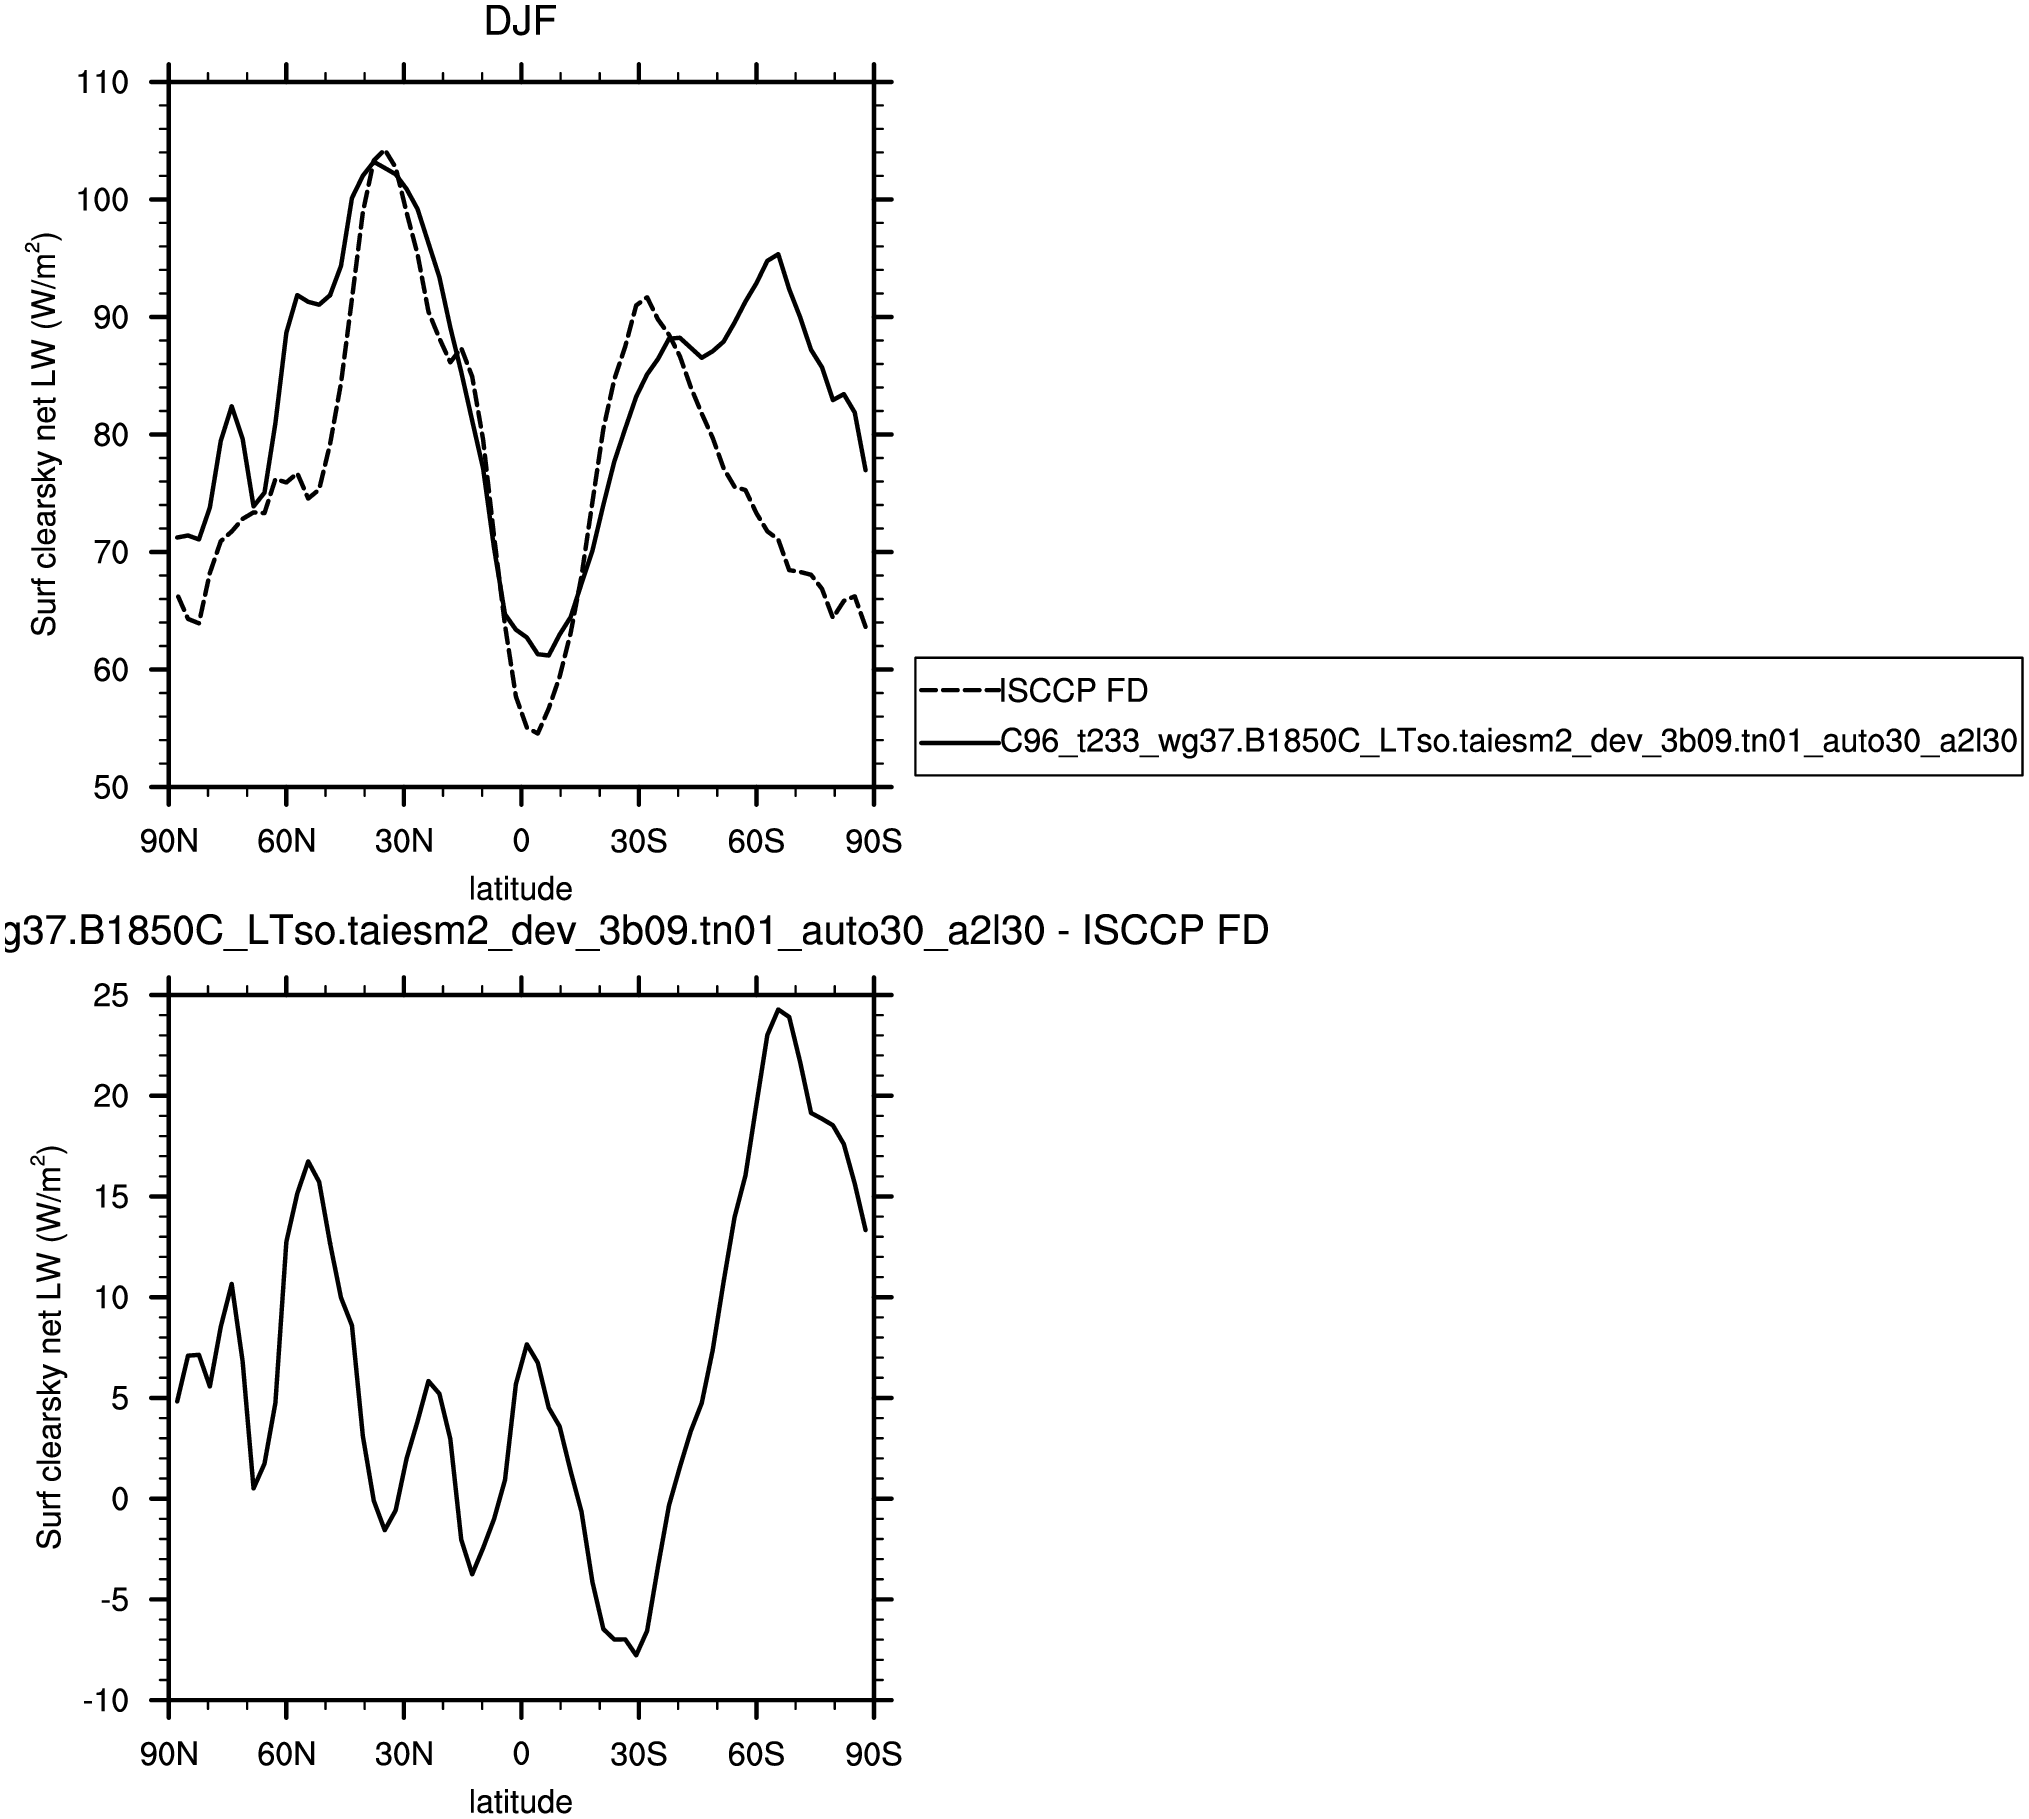 DJF
110
100
90
80
70
60
50
Surf clearsky net LW (W/m²)
90N 60N 30N 0 30S 60S 90S
latitude
ISCCP FD
C96_t233_wg37.B1850C_LTso.taiesm2_dev_3b09.tn01_auto30_a2l30
g37.B1850C_LTso.taiesm2_dev_3b09.tn01_auto30_a2l30 - ISCCP FD
25
20
15
10
5
0
-5
-10
Surf clearsky net LW (W/m²)
90N 60N 30N 0 30S 60S 90S
latitude